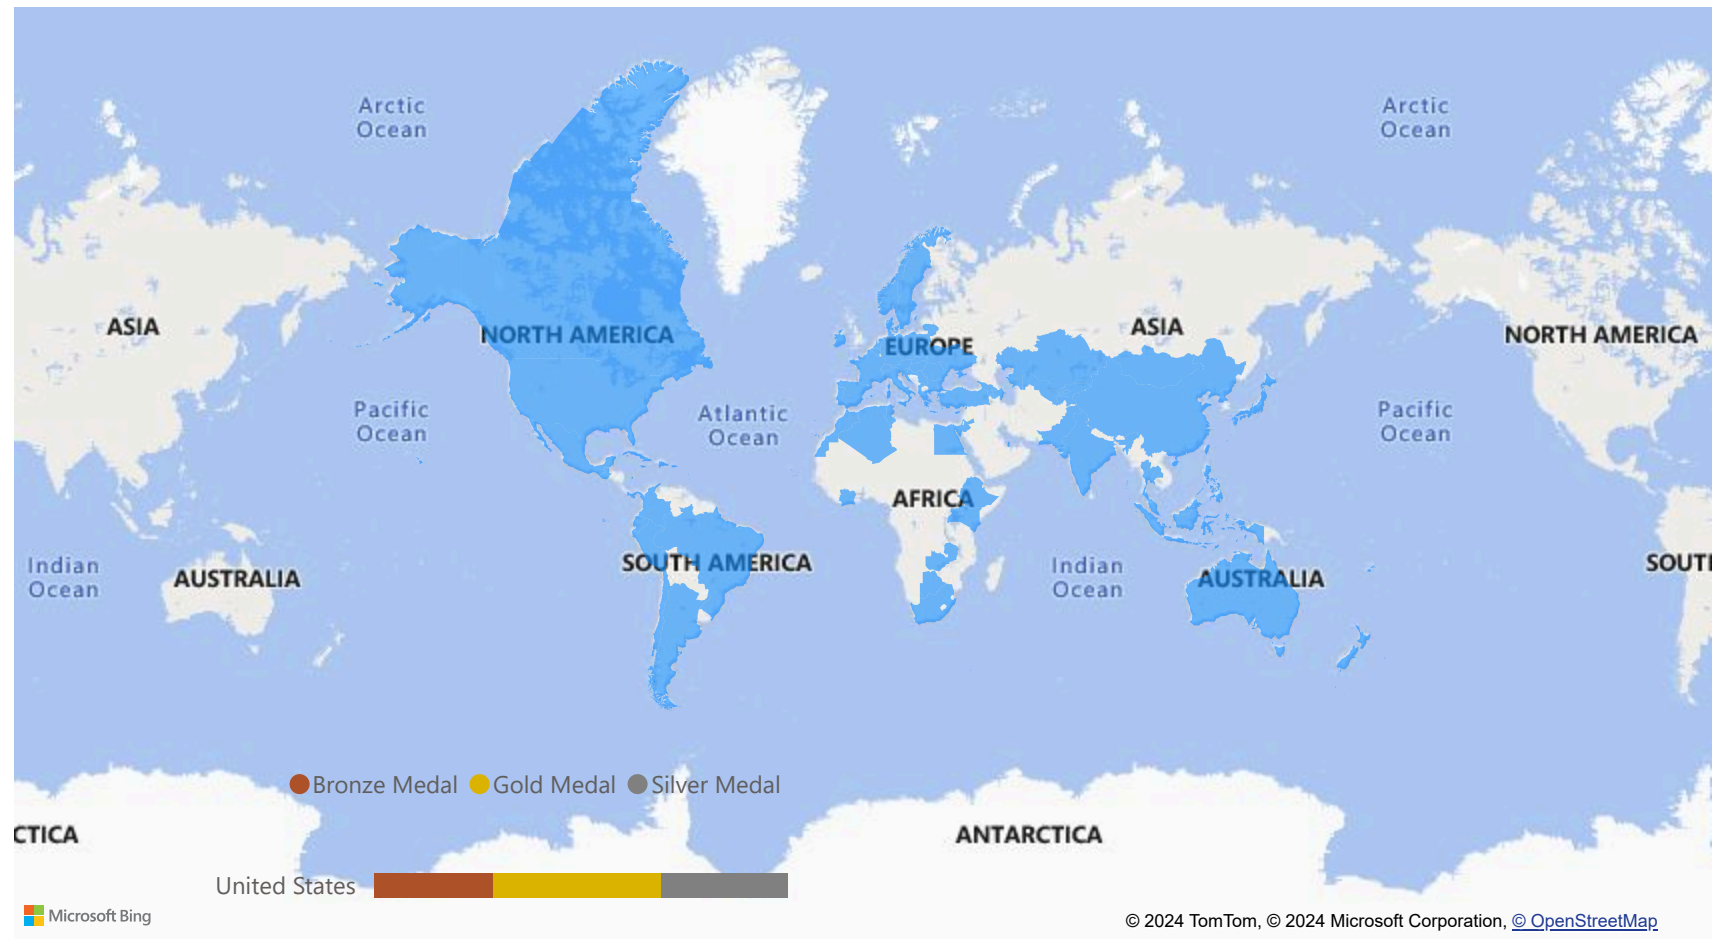 Arctic
Ocean
Arctic
Ocean
ASIA
NORTH AMERICA
EUROPE
ASIA
NORTH AMERICA
Pacific
Ocean
Atlantic
Ocean
Pacific
Ocean
AFRICA
Indian
Ocean
AUSTRALIA
SOUTH AMERICA
Indian
Ocean
AUSTRALIA
SOUT
Bronze Medal
Gold Medal
Silver Medal
CTICA
ANTARCTICA
United States
Microsoft Bing
© 2024 TomTom, © 2024 Microsoft Corporation, © OpenStreetMap